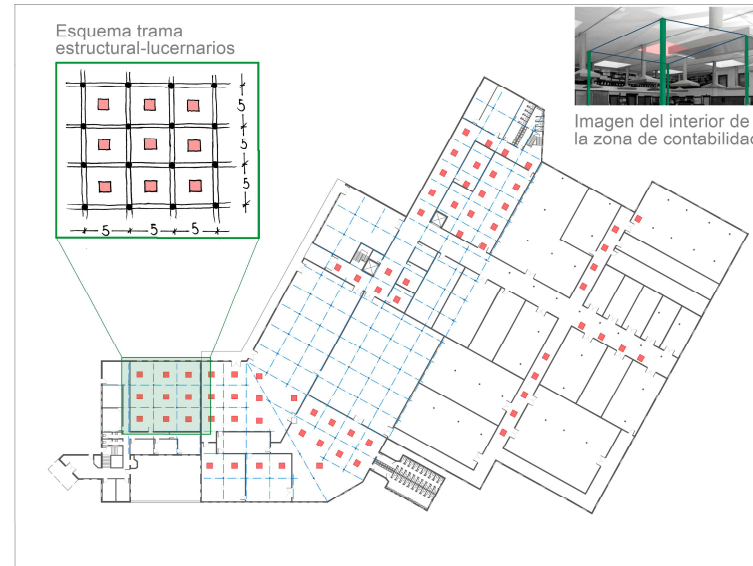 Esquema trama
estructural-lucernarios
5
5
5
5
5
5
Imagen del interior de
la zona de contabilidad